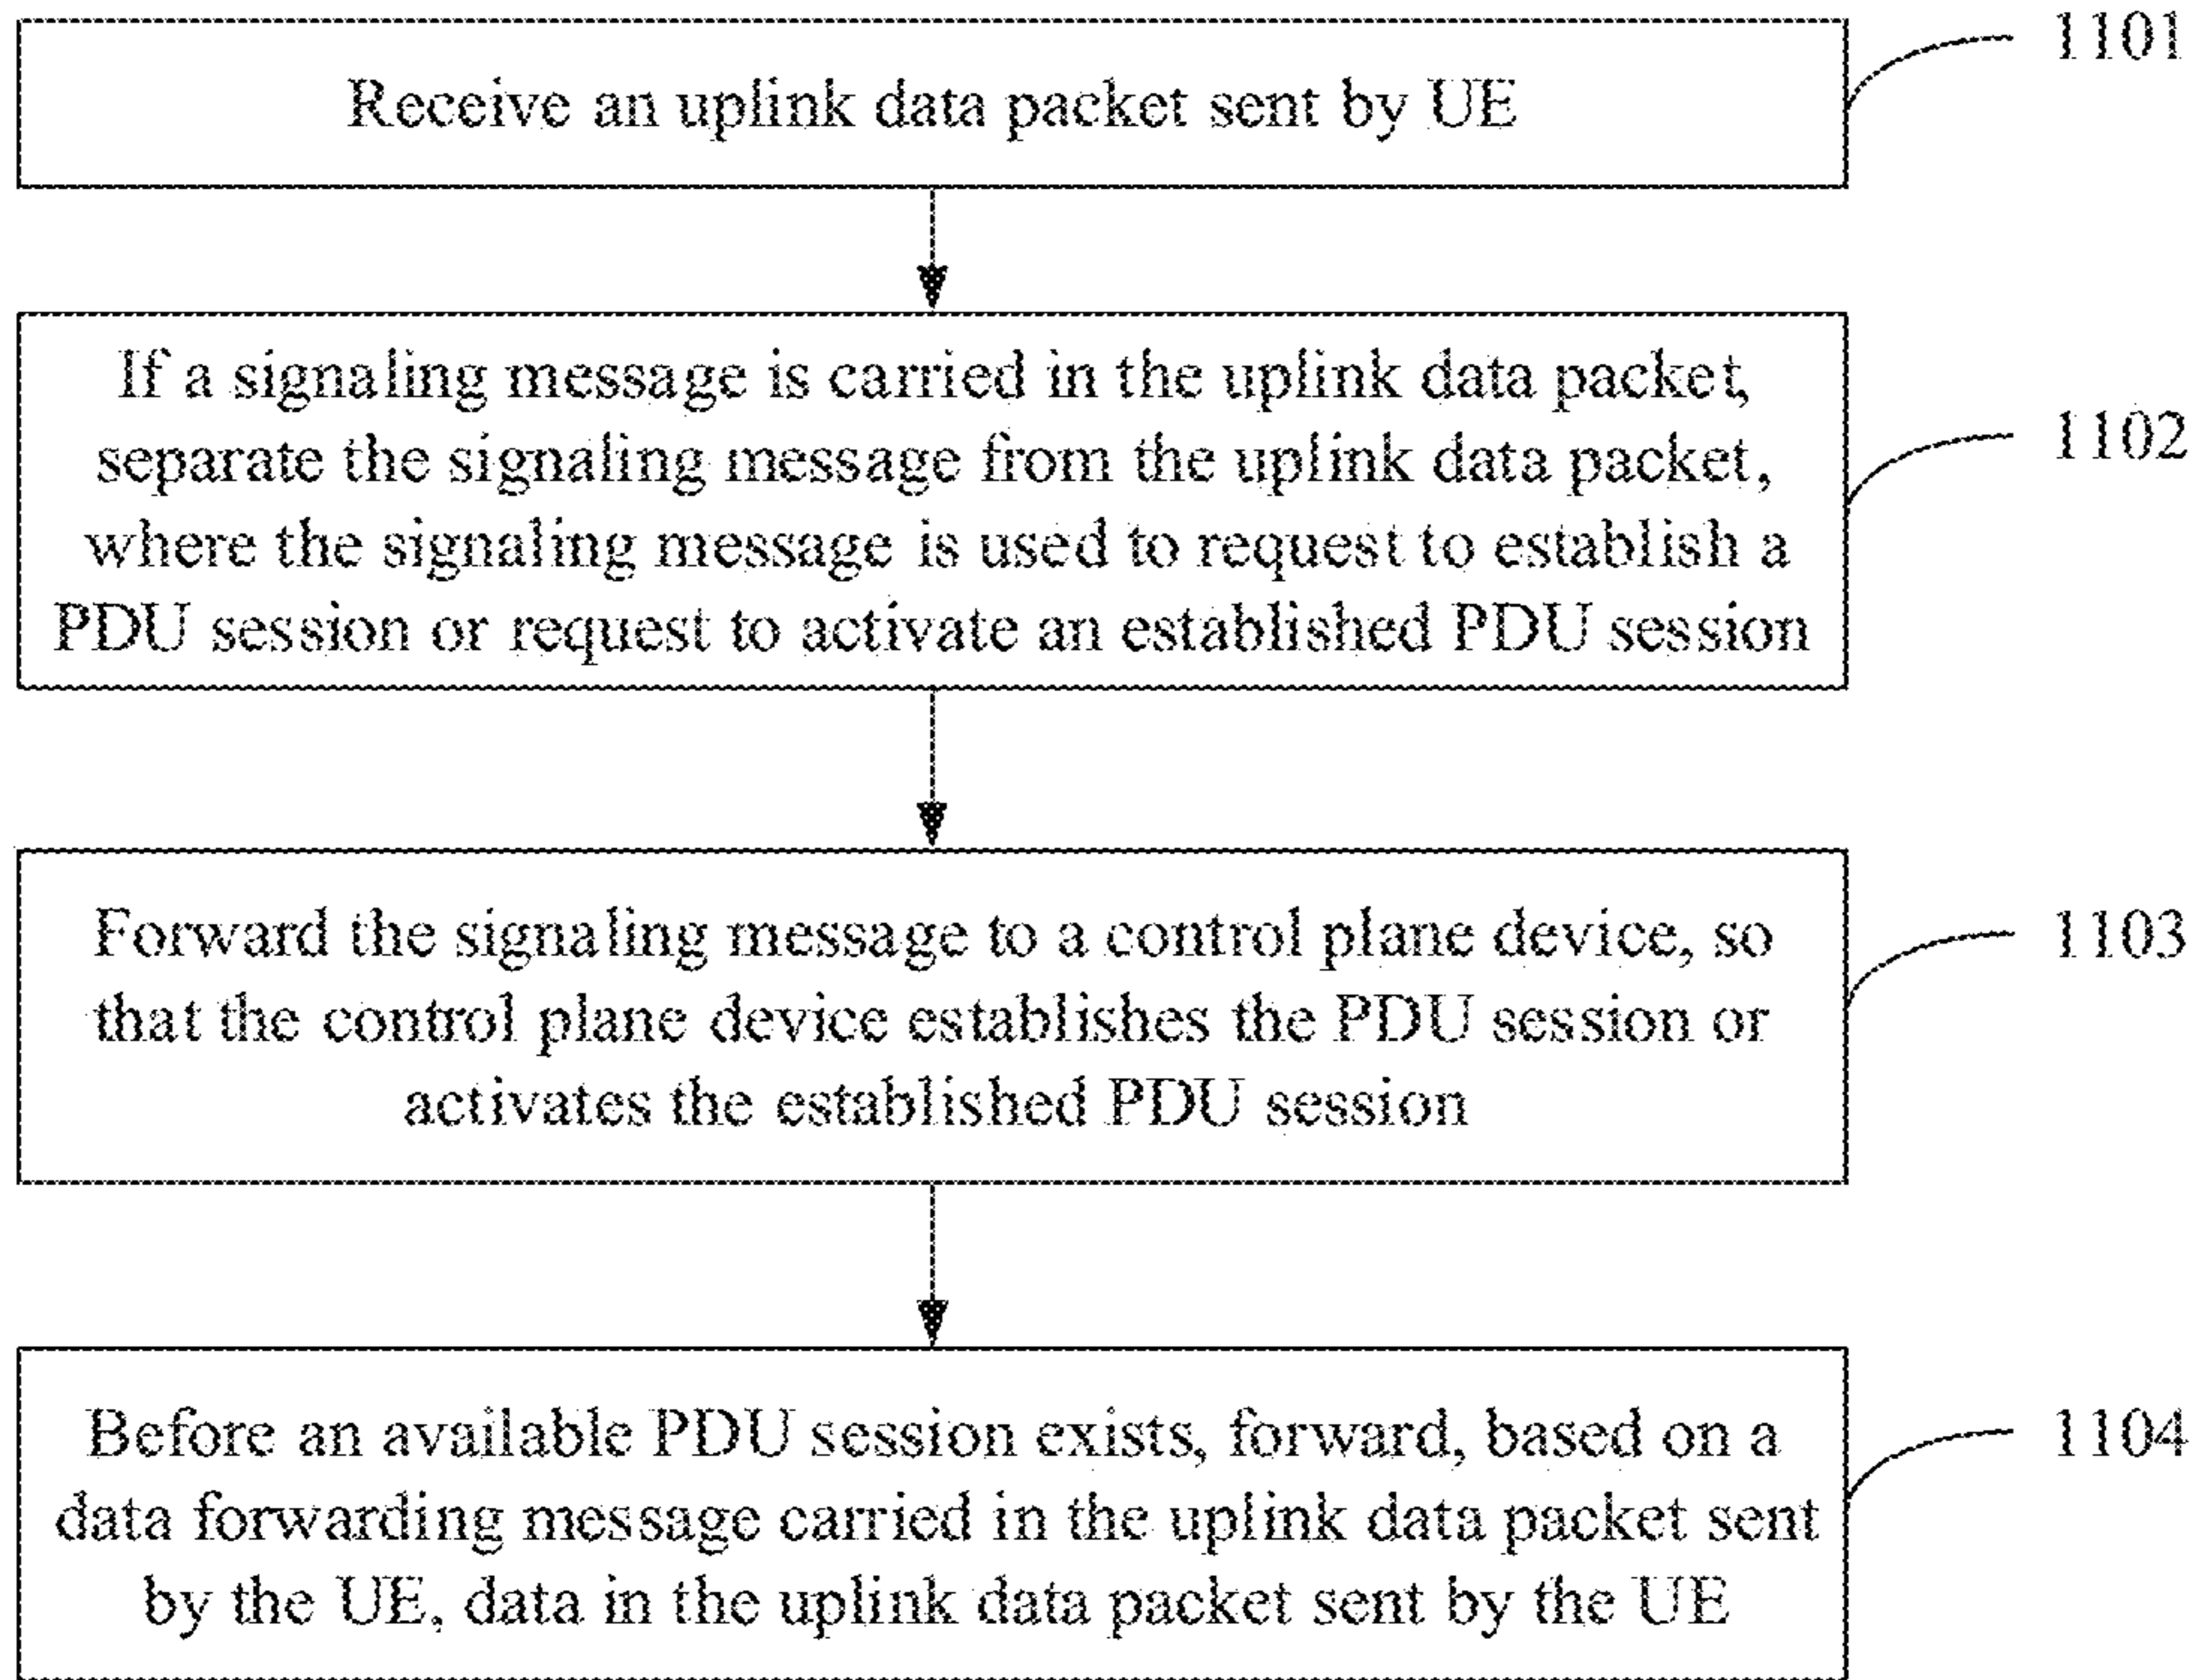 Receive an uplink data packet sent by UE
1101
If a signaling message is carried in the uplink data packet,
separate the signaling message from the uplink data packet,
where the signaling message is used to request to establish a
PDU session or request to activate an established PDU session
1102
Forward the signaling message to a control plane device, so
that the control plane device establishes the PDU session or
activates the established PDU session
1103
Before an available PDU session exists, forward, based on a
data forwarding message carried in the uplink data packet sent
by the UE, data in the uplink data packet sent by the UE
1104